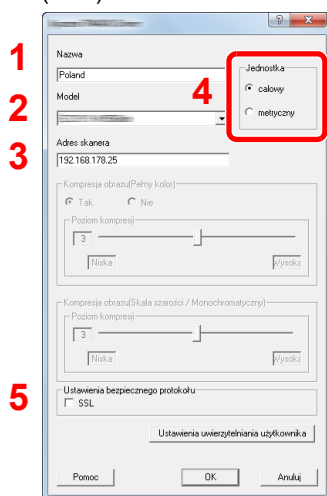 1
Nazwa
Poland
2
Model
3
Adres skanera
192.168.178.25
4
Jednostka
calowy
metryczny
Kompresja obrazu(Pełny kolor)
Tak Nie
Poziom kompresji
3
Niska Wysoka
Kompresja obrazu(Skala szarości / Monochromatyczny)
Poziom kompresji
3
Niska Wysoka
5
Ustawienia bezpiecznego protokołu
SSL
Ustawienia uwierzytelniania użytkownika
Pomoc OK Anuluj